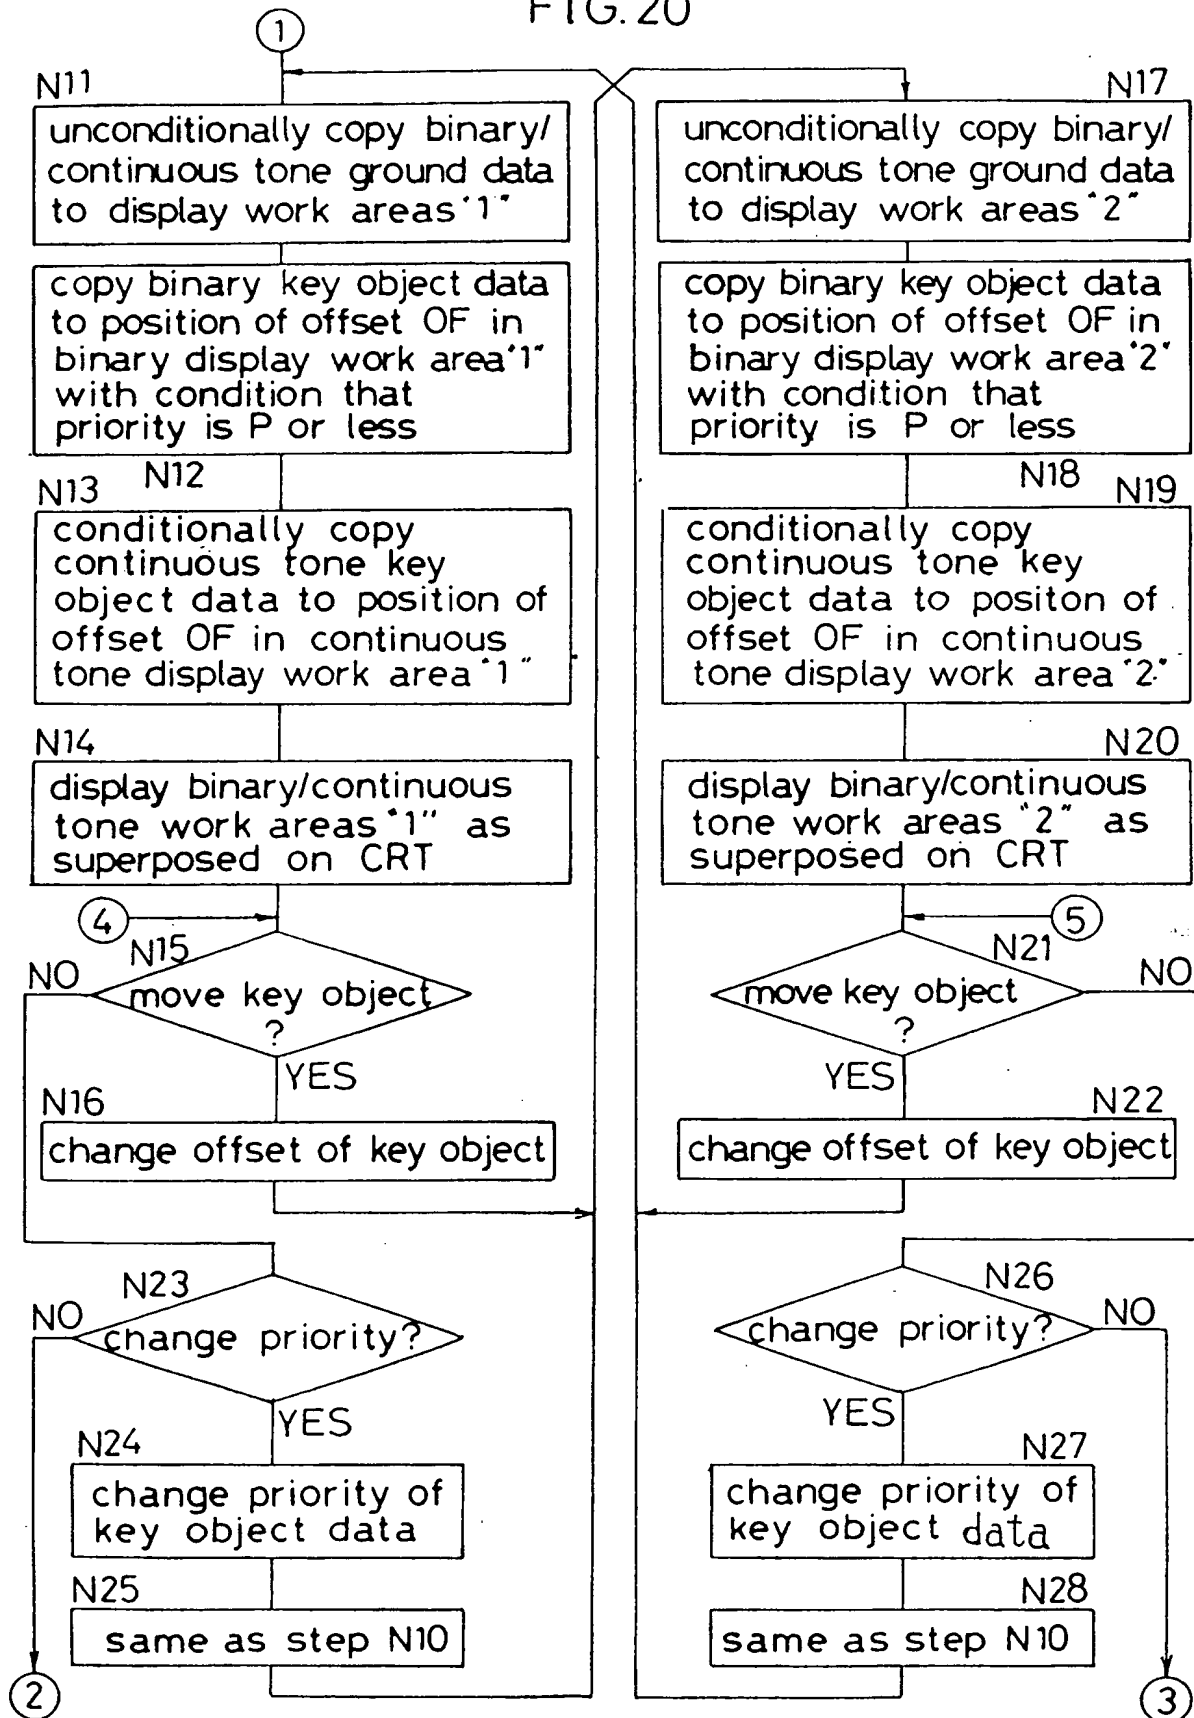 FIG. 20
1
N11
unconditionally copy binary/
continuous tone ground data
to display work areas "1"
copy binary key object data
to position of offset OF in
binary display work area "1"
with condition that
priority is P or less
N12
N13
conditionally copy
continuous tone key
object data to position of
offset OF in continuous
tone display work area "1"
N14
display binary/continuous
tone work areas "1" as
superposed on CRT
4
N15
NO
move key object
?
YES
N16
change offset of key object
N23
NO
change priority?
YES
N24
change priority of
key object data
N25
same as step N10
2
N17
unconditionally copy binary/
continuous tone ground data
to display work areas "2"
copy binary key object data
to position of offset OF in
binary display work area "2"
with condition that
priority is P or less
N18
N19
conditionally copy
continuous tone key
object data to positon of
offset OF in continuous
tone display work area "2"
N20
display binary/continuous
tone work areas "2" as
superposed on CRT
5
N21
NO
move key object
?
YES
N22
change offset of key object
N26
NO
change priority?
YES
N27
change priority of
key object data
N28
same as step N10
3